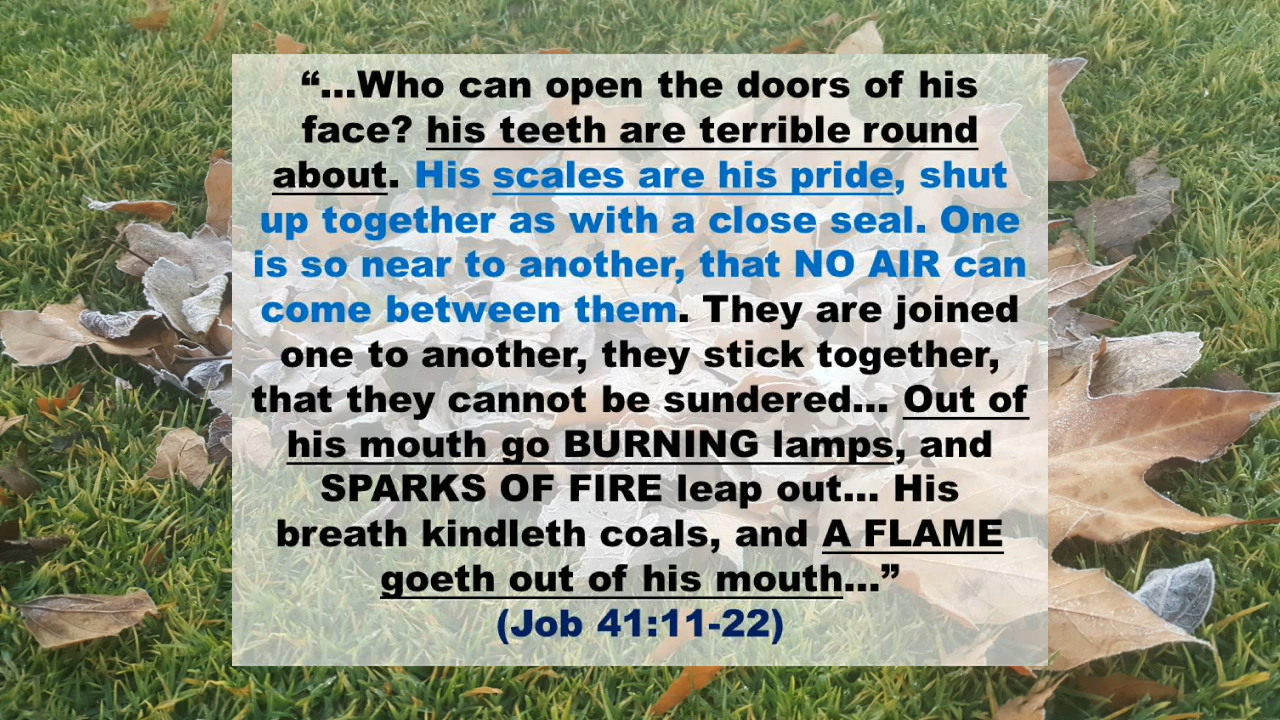 “...Who can open the doors of his
face? his teeth are terrible round
about. His scales are his pride, shut
up together as with a close seal. One
is so near to another, that NO AIR can
come between them. They are joined
one to another, they stick together,
that they cannot be sundered... Out of
his mouth go BURNING lamps, and
SPARKS OF FIRE leap out... His
breath kindleth coals, and A FLAME
goeth out of his mouth...”
(Job 41:11-22)